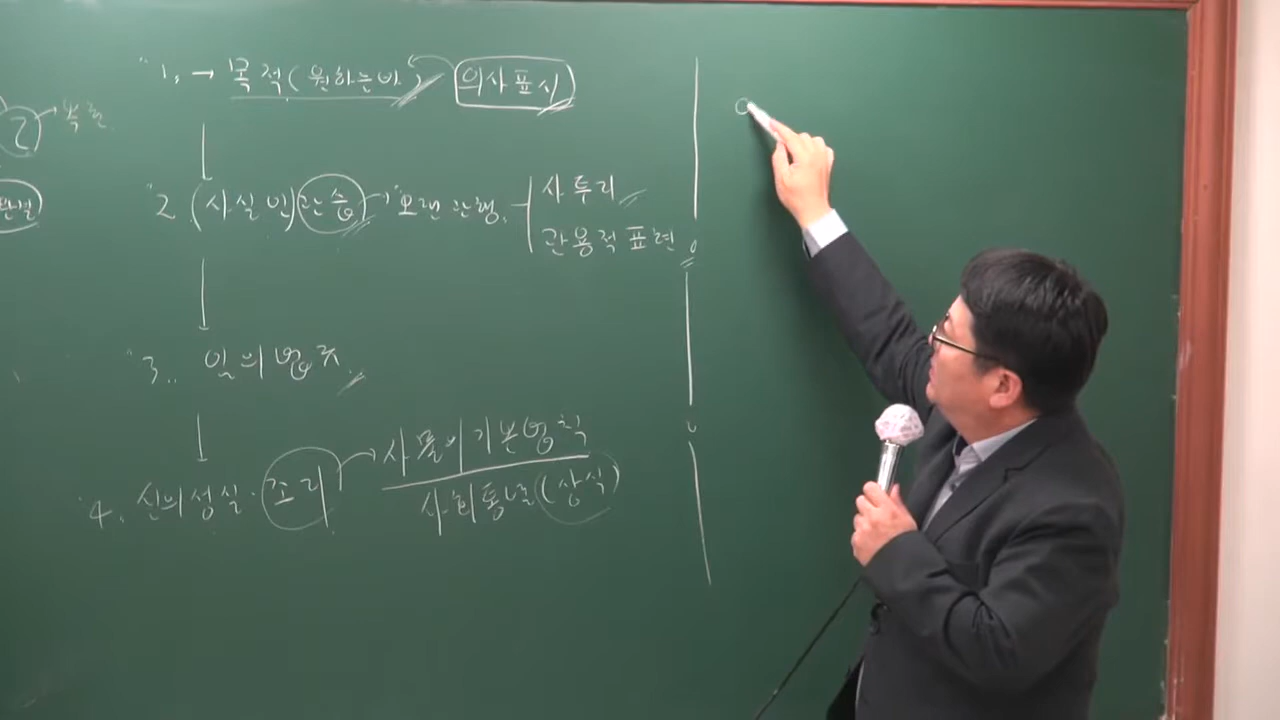 1. → 목적(원하는바) 의사표시
2 (사실인)관습 → 오랜 관행. 사투리
관용적 표현
3.. 임의법규.
4. 신의성실·조리 → 사물의 기본명칙
사회통념(상식)